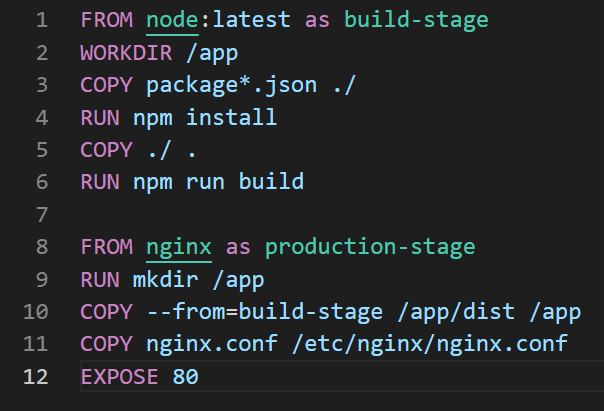 1 FROM node:latest as build-stage
2 WORKDIR /app
3 COPY package*.json ./
4 RUN npm install
5 COPY ./ .
6 RUN npm run build
7
8 FROM nginx as production-stage
9 RUN mkdir /app
10 COPY --from=build-stage /app/dist /app
11 COPY nginx.conf /etc/nginx/nginx.conf
12 EXPOSE 80